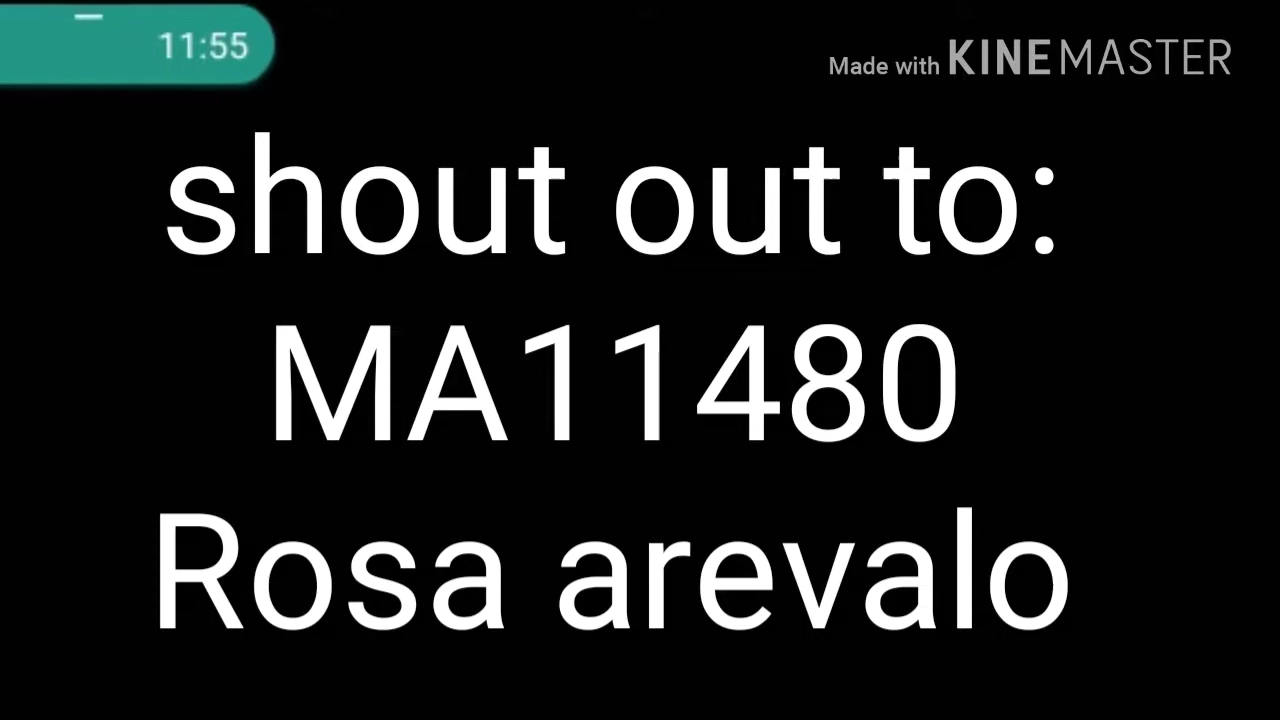 11:55
Made with KINEMASTER
shout out to:
MA11480
Rosa arevalo